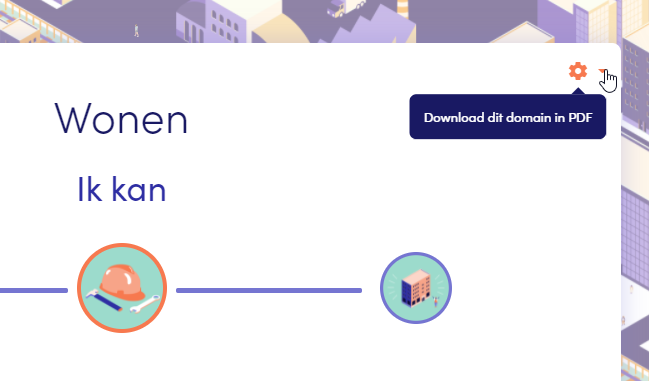 Download dit domain in PDF
Wonen
Ik kan